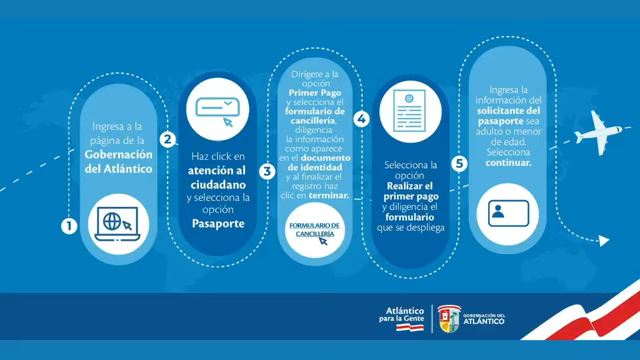 1
Ingresa a la
página de la
Gobernación
del Atlántico
2
Haz click en
atención al
ciudadano
y selecciona la
opción
Pasaporte
3
Dirígete a la
opción
Primer Pago
y selecciona el
formulario de
cancillería,
diligencia
la información
como aparece
en el documento
de identidad
y al finalizar el
registro haz
clic en terminar.
FORMULARIO DE
CANCILLERÍA
4
Selecciona la
opción
Realizar el
primer pago
y diligencia el
formulario
que se despliega
5
Ingresa la
información del
solicitante del
pasaporte sea
adulto o menor
de edad.
Selecciona
continuar.
Atlántico
para la Gente
GOBERNACIÓN DEL
ATLÁNTICO